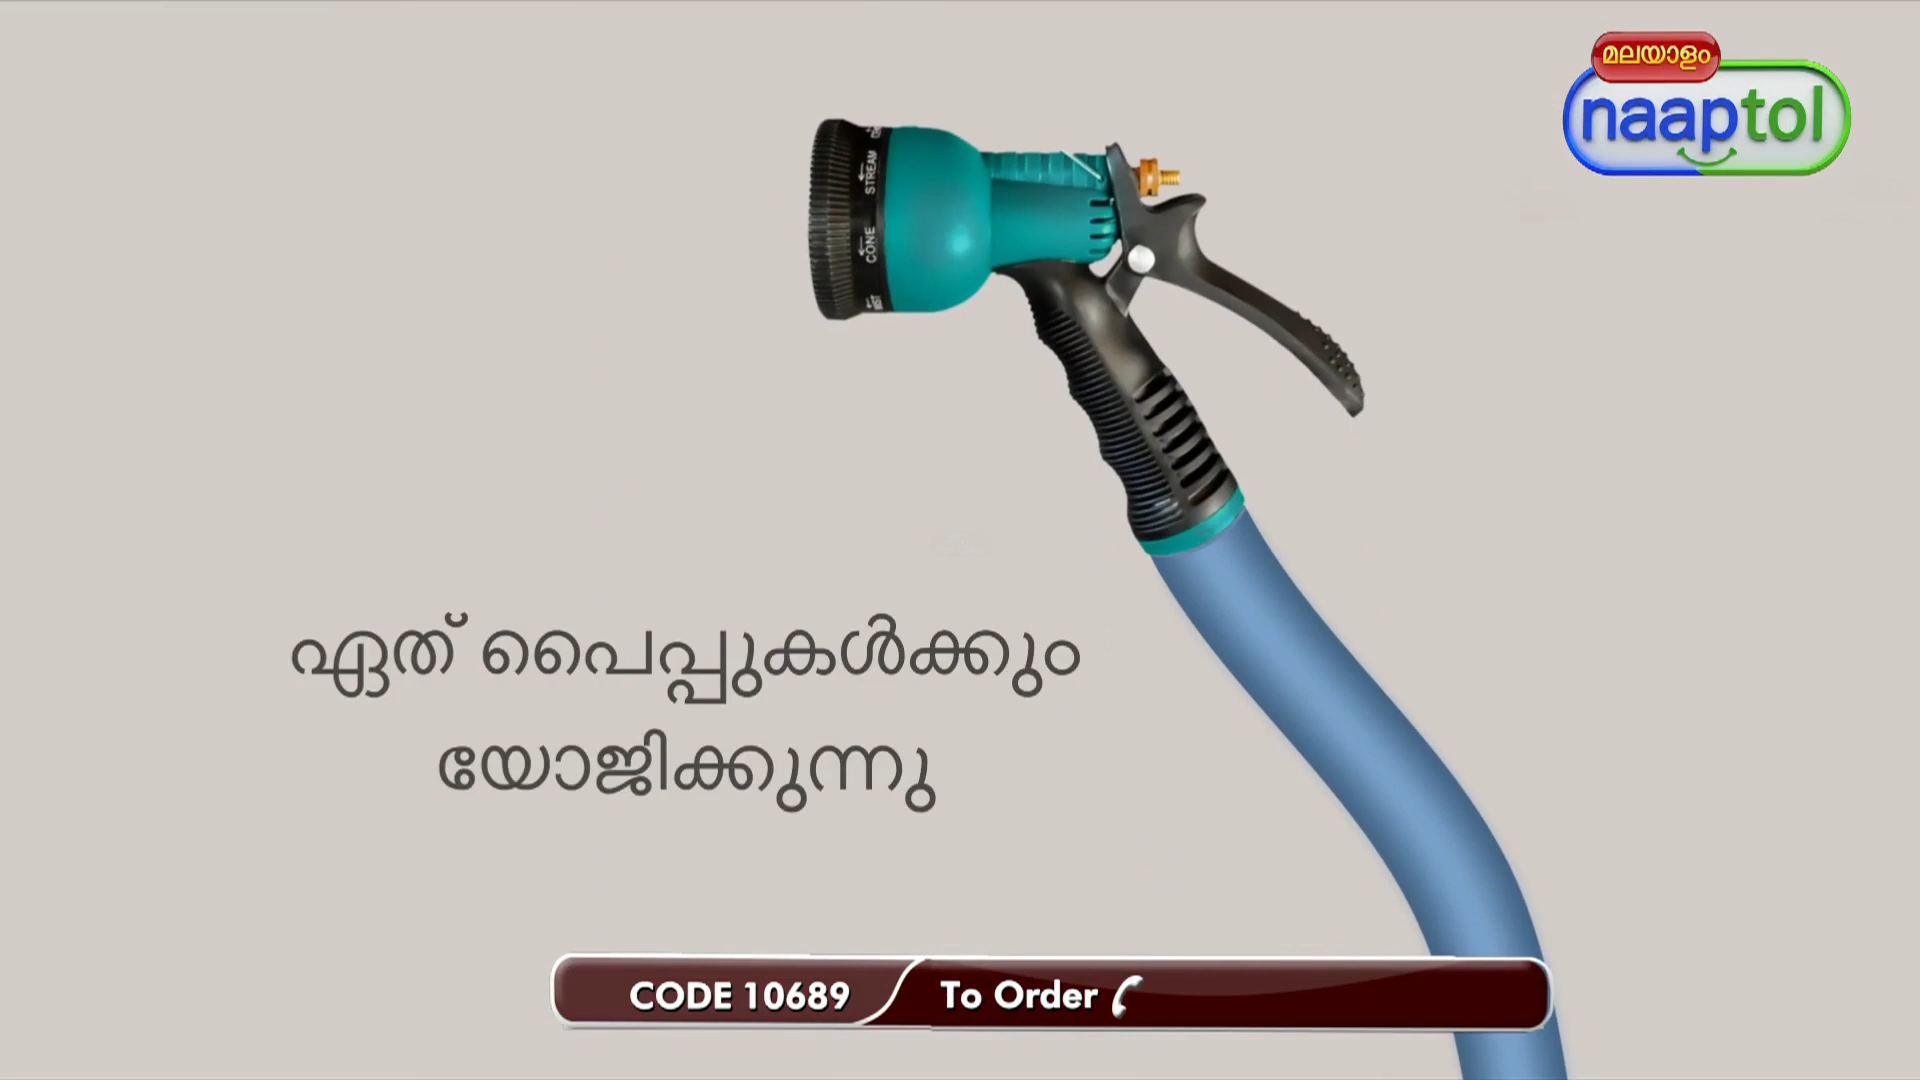 മലയാളം
naaptol
STREAM
CONE
ഏത് പൈപ്പുകൾക്കും
യോജിക്കുന്നു
CODE 10689 To Order